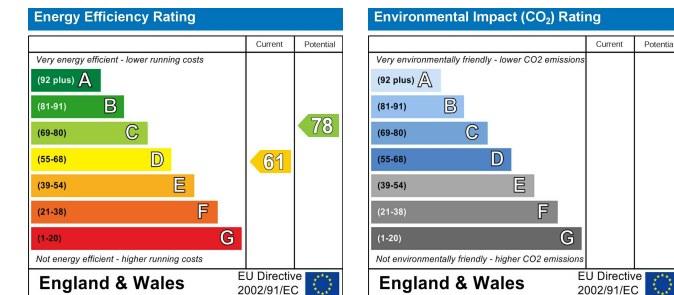 Energy Efficiency Rating
Current Potential
Very energy efficient - lower running costs
(92 plus) A
(81-91) B
(69-80) C
(55-68) D
(39-54) E
(21-38) F
(1-20) G
61
78
Not energy efficient - higher running costs
England & Wales
EU Directive
2002/91/EC
Environmental Impact (CO₂) Rating
Current Potential
Very environmentally friendly - lower CO2 emissions
(92 plus) A
(81-91) B
(69-80) C
(55-68) D
(39-54) E
(21-38) F
(1-20) G
Not environmentally friendly - higher CO2 emissions
England & Wales
EU Directive
2002/91/EC